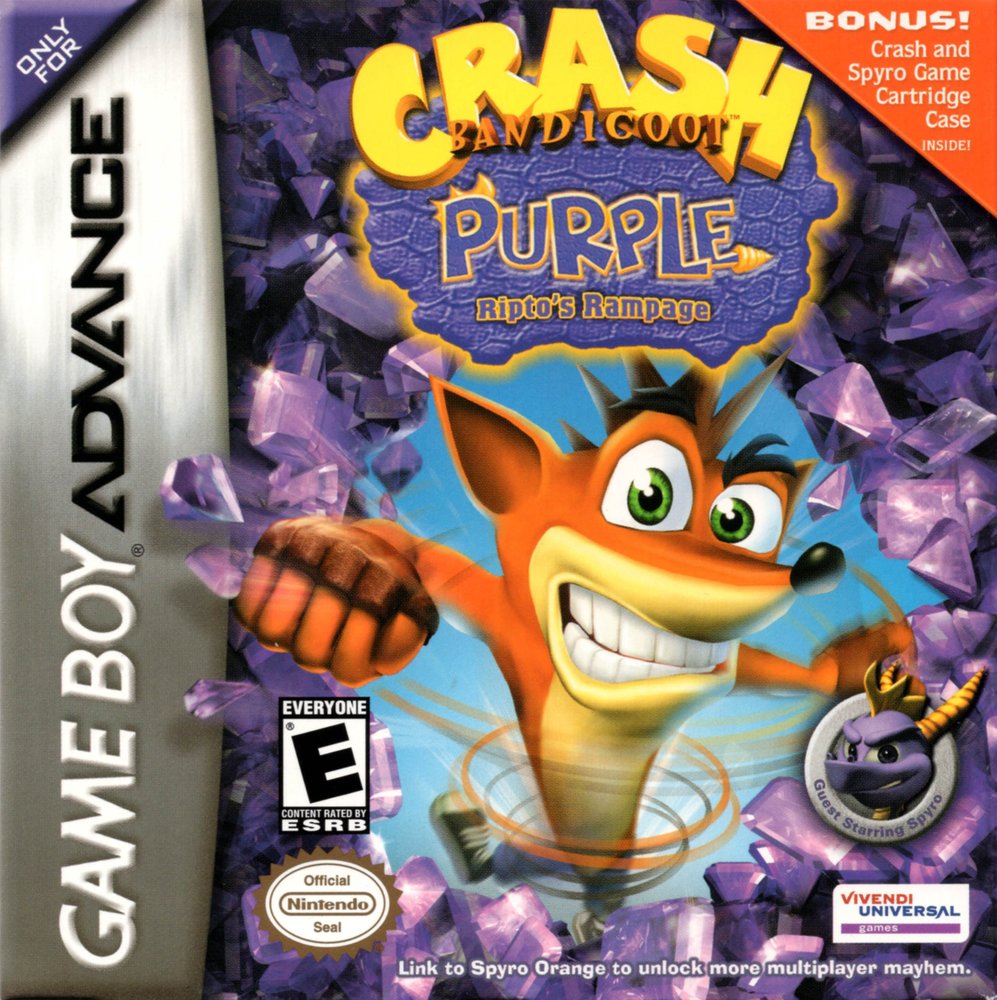 ONLY
FOR
GAME BOY ADVANCE
®
CRASH
BANDICOOT™
PURPLE
Ripto's Rampage
BONUS!
Crash and
Spyro Game
Cartridge
Case
INSIDE!
EVERYONE
®
E
CONTENT RATED BY
ESRB
Official
Nintendo
Seal
Guest Starring Spyro
VIVENDI
UNIVERSAL
games
Link to Spyro Orange to unlock more multiplayer mayhem.